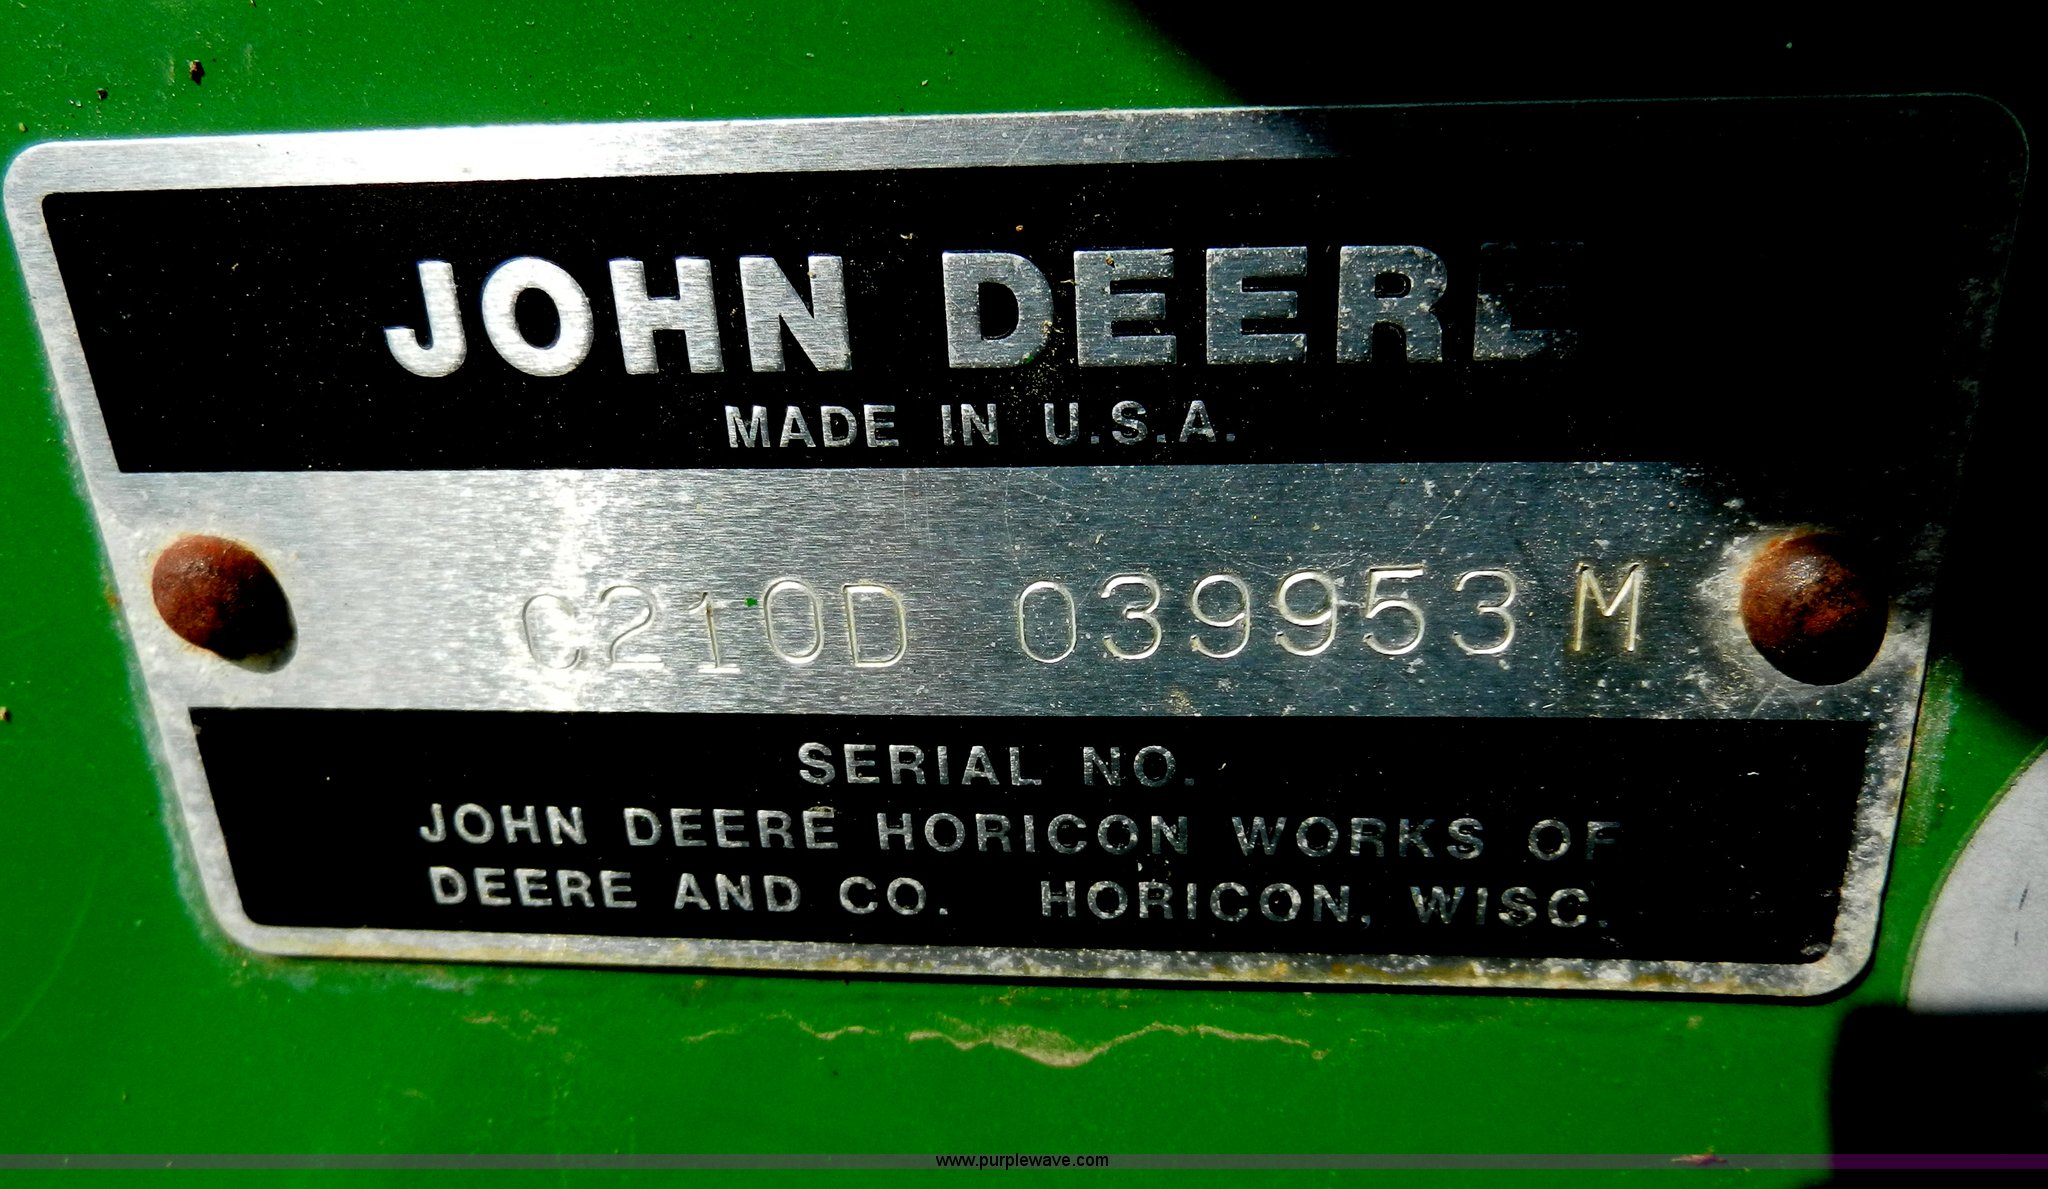 JOHN DEERE
MADE IN U.S.A.
C210D 039953 M
SERIAL NO.
JOHN DEERE HORICON WORKS OF
DEERE AND CO. HORICON, WISC.
www.purplewave.com